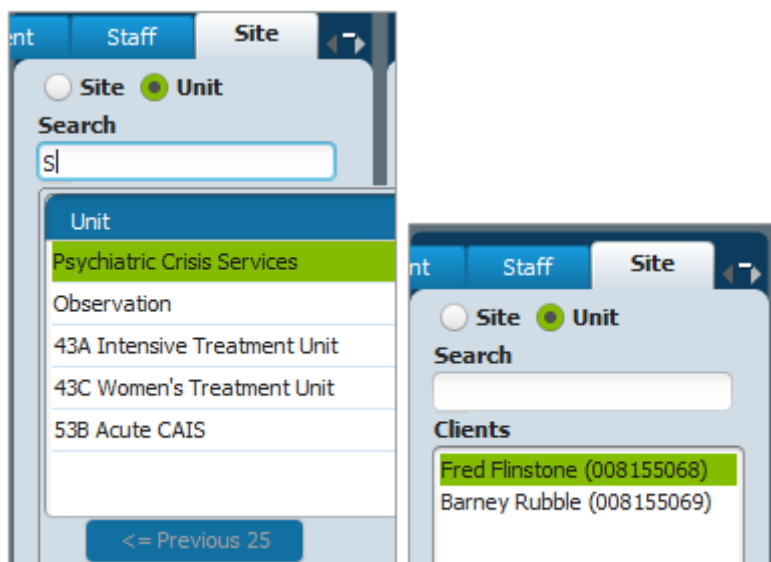 nt Staff Site
Site Unit
Search
S
Unit
Psychiatric Crisis Services
Observation
43A Intensive Treatment Unit
43C Women's Treatment Unit
53B Acute CAIS
<= Previous 25
nt Staff Site
Site Unit
Search
Clients
Fred Flinstone (008155068)
Barney Rubble (008155069)